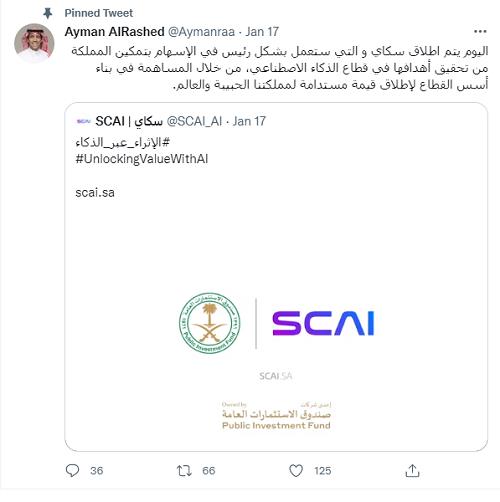 Pinned Tweet
Ayman AlRashed @Aymanraa · Jan 17
اليوم يتم اطلاق سكاي و التي ستعمل بشكل رئيس في الإسهام بتمكين المملكة
من تحقيق أهدافها في قطاع الذكاء الاصطناعي، من خلال المساهمة في بناء
أسس القطاع لإطلاق قيمة مستدامة لمملكتنا الحبيبة والعالم.
SCAI | سكاي @SCAI_AI · Jan 17
#الإثراء_عبر_الذكاء
#UnlockingValueWithAI
scai.sa
صندوق الاستثمارات العامة
Public Investment Fund
SCAI
SCAI.SA
Owned by إحدى شركات
صندوق الاستثمارات العامة
Public Investment Fund
36 66 125